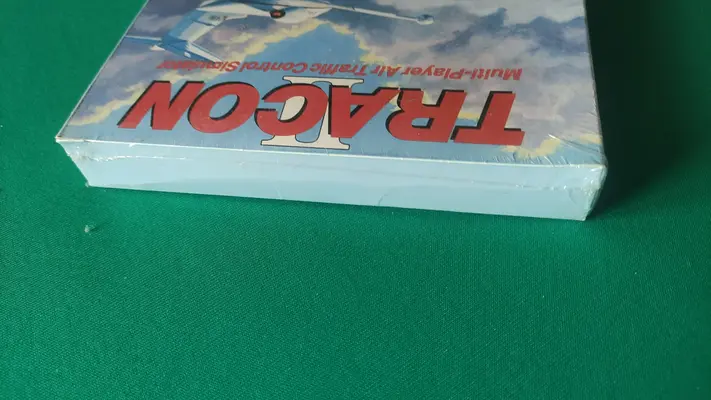 TRACON
II
Multi-Player Air Traffic Control Simulator